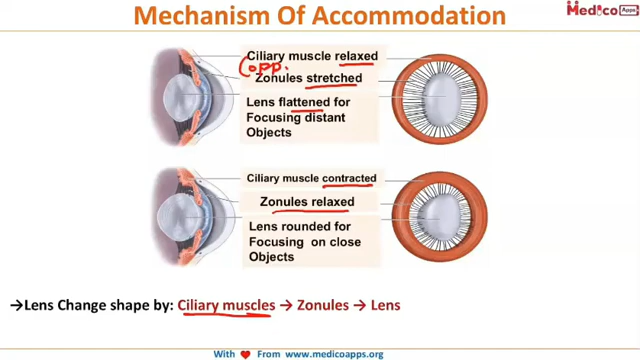 Mechanism Of Accommodation
Medico Apps
Ciliary muscle relaxed
(opp.
Zonules stretched
Lens flattened for
Focusing distant
Objects
Ciliary muscle contracted
Zonules relaxed
Lens rounded for
Focusing on close
Objects
→Lens Change shape by: Ciliary muscles → Zonules → Lens
With ❤ From www.medicoapps.org